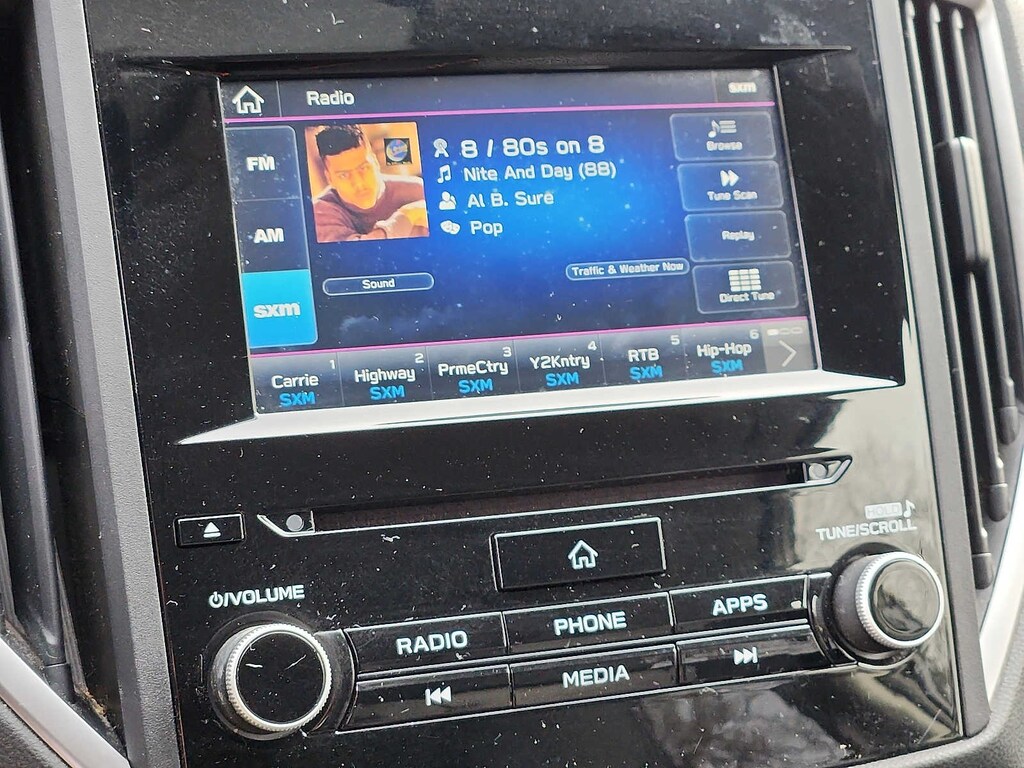 Radio
sxm
FM
AM
sxm
8 / 80s on 8
Nite And Day (88)
Al B. Sure
Pop
Browse
Tune Scan
Replay
Direct Tune
Sound
Traffic & Weather Now
1
Carrie
SXM
2
Highway
SXM
3
PrmeCtry
SXM
4
Y2Kntry
SXM
5
RTB
SXM
6
Hip-Hop
SXM
HOLD
TUNE/SCROLL
/VOLUME
RADIO
PHONE
APPS
MEDIA